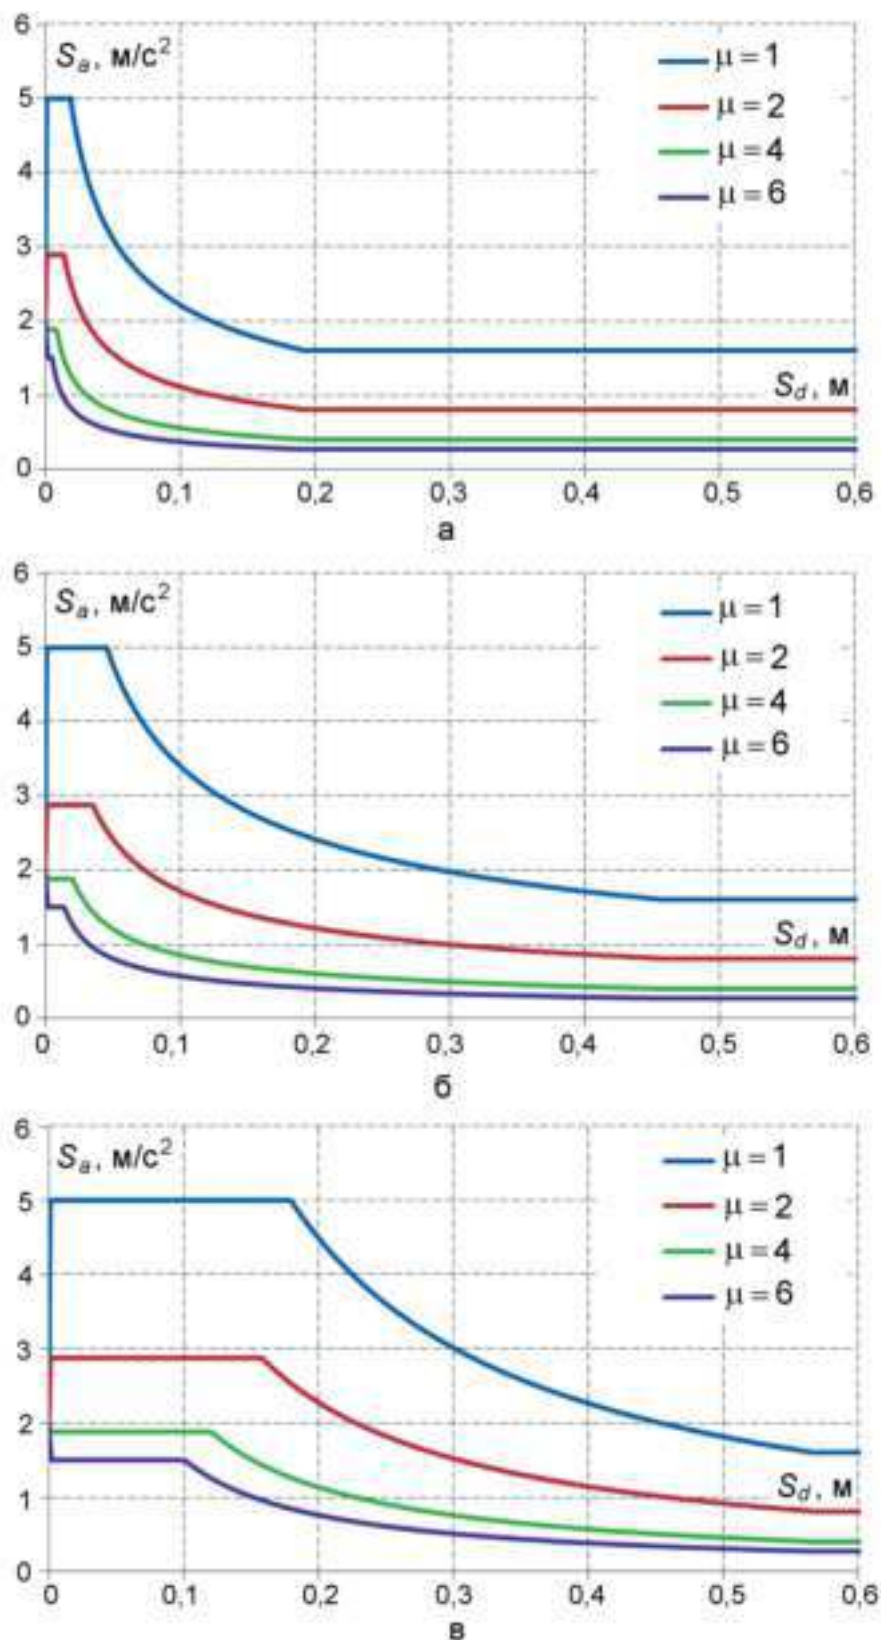 6
Sa, м/с²
μ = 1
5
μ = 2
4
μ = 4
μ = 6
3
2
1
Sd, м
0
0 0,1 0,2 0,3 0,4 0,5 0,6
а
6
Sa, м/с²
μ = 1
5
μ = 2
4
μ = 4
μ = 6
3
2
1
Sd, м
0
0 0,1 0,2 0,3 0,4 0,5 0,6
б
6
Sa, м/с²
μ = 1
5
μ = 2
4
μ = 4
μ = 6
3
2
1
Sd, м
0
0 0,1 0,2 0,3 0,4 0,5 0,6
в